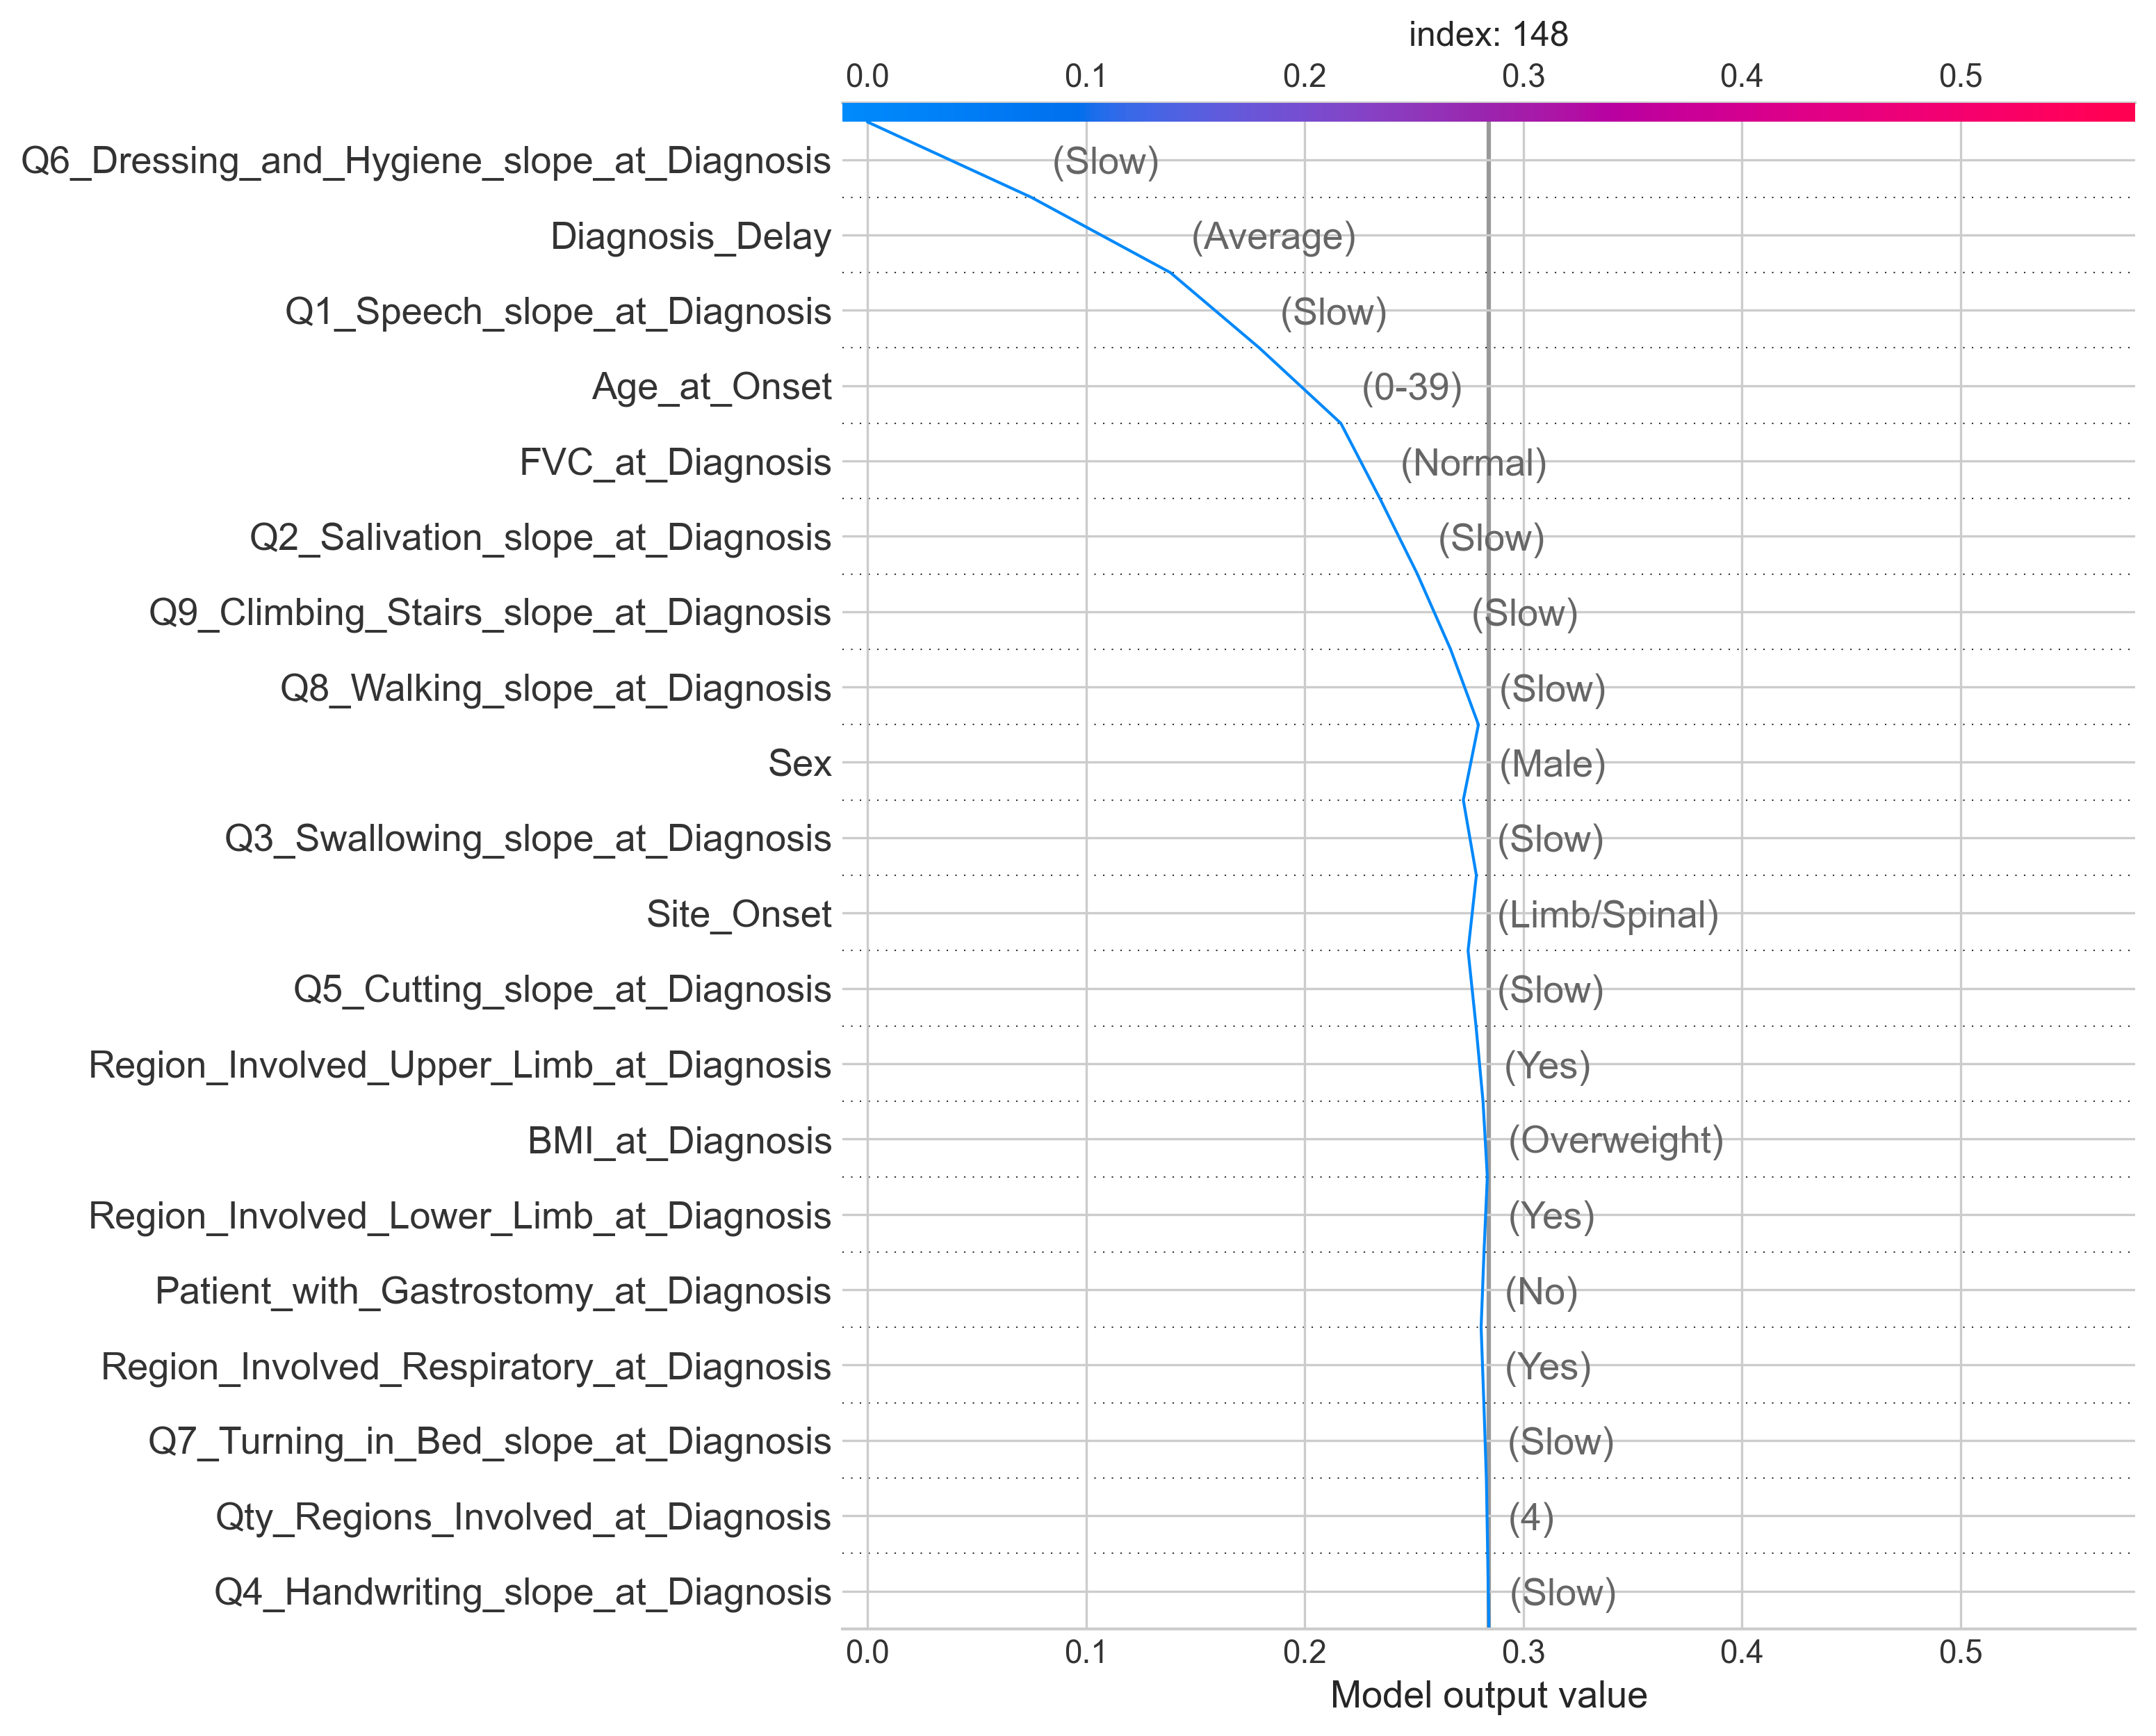 index: 148
0.0 0.1 0.2 0.3 0.4 0.5
Q6_Dressing_and_Hygiene_slope_at_Diagnosis (Slow)
Diagnosis_Delay (Average)
Q1_Speech_slope_at_Diagnosis (Slow)
Age_at_Onset (0-39)
FVC_at_Diagnosis (Normal)
Q2_Salivation_slope_at_Diagnosis (Slow)
Q9_Climbing_Stairs_slope_at_Diagnosis (Slow)
Q8_Walking_slope_at_Diagnosis (Slow)
Sex (Male)
Q3_Swallowing_slope_at_Diagnosis (Slow)
Site_Onset (Limb/Spinal)
Q5_Cutting_slope_at_Diagnosis (Slow)
Region_Involved_Upper_Limb_at_Diagnosis (Yes)
BMI_at_Diagnosis (Overweight)
Region_Involved_Lower_Limb_at_Diagnosis (Yes)
Patient_with_Gastrostomy_at_Diagnosis (No)
Region_Involved_Respiratory_at_Diagnosis (Yes)
Q7_Turning_in_Bed_slope_at_Diagnosis (Slow)
Qty_Regions_Involved_at_Diagnosis (4)
Q4_Handwriting_slope_at_Diagnosis (Slow)
0.0 0.1 0.2 0.3 0.4 0.5
Model output value